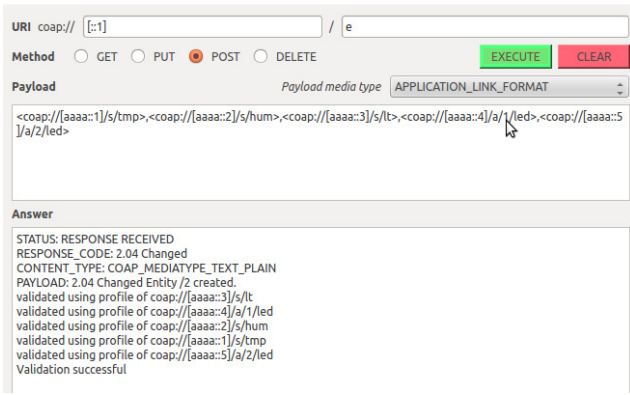 URI coap:// [::1] / e
Method GET PUT POST DELETE EXECUTE CLEAR
Payload Payload media type APPLICATION_LINK_FORMAT
<coap://[aaaa::1]/s/tmp>,<coap://[aaaa::2]/s/hum>,<coap://[aaaa::3]/s/lt>,<coap://[aaaa::4]/a/1/led>,<coap://[aaaa::5
]/a/2/led>
Answer
STATUS: RESPONSE RECEIVED
RESPONSE_CODE: 2.04 Changed
CONTENT_TYPE: COAP_MEDIATYPE_TEXT_PLAIN
PAYLOAD: 2.04 Changed Entity /2 created.
validated using profile of coap://[aaaa::3]/s/lt
validated using profile of coap://[aaaa::4]/a/1/led
validated using profile of coap://[aaaa::2]/s/hum
validated using profile of coap://[aaaa::1]/s/tmp
validated using profile of coap://[aaaa::5]/a/2/led
Validation successful